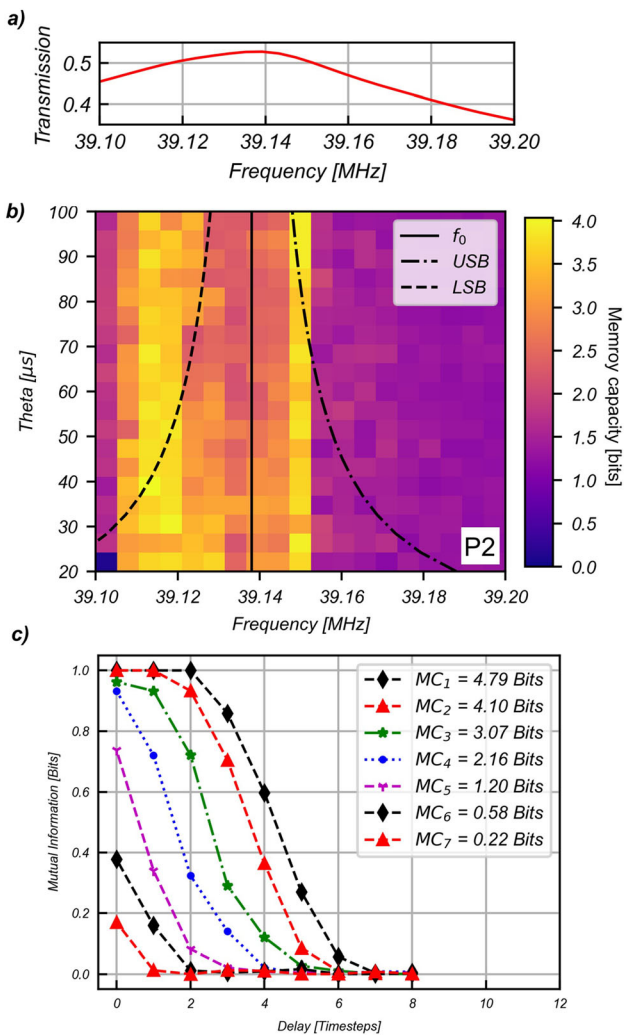 a)
Transmission
0.5
0.4
39.10 39.12 39.14 39.16 39.18 39.20
Frequency [MHz]
b)
Theta [μs]
100
90
80
70
60
50
40
30
20
f0
USB
LSB
P2
39.10 39.12 39.14 39.16 39.18 39.20
Frequency [MHz]
4.0
3.5
3.0
2.5
2.0
1.5
1.0
0.5
0.0
Memroy capacity [bits]
c)
Mutual Information [Bits]
1.0
0.8
0.6
0.4
0.2
0.0
MC1 = 4.79 Bits
MC2 = 4.10 Bits
MC3 = 3.07 Bits
MC4 = 2.16 Bits
MC5 = 1.20 Bits
MC6 = 0.58 Bits
MC7 = 0.22 Bits
0 2 4 6 8 10 12
Delay [Timesteps]